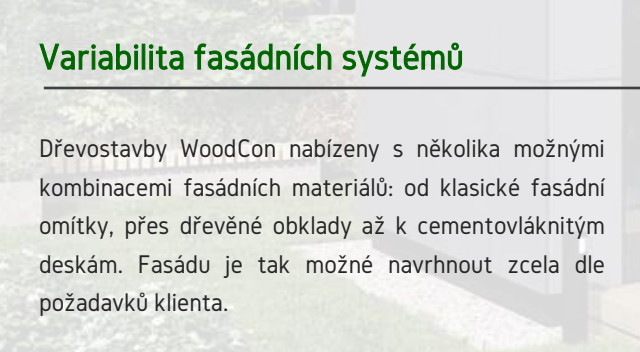 Variabilita fasádních systémů
Dřevostavby WoodCon nabízeny s několika možnými
kombinacemi fasádních materiálů: od klasické fasádní
omítky, přes dřevěné obklady až k cementovláknitým
deskám. Fasádu je tak možné navrhnout zcela dle
požadavků klienta.